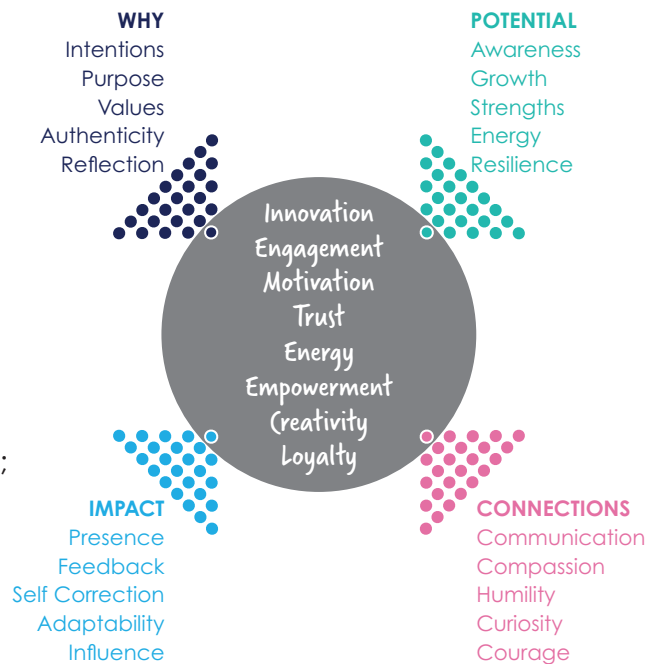 WHY
Intentions
Purpose
Values
Authenticity
Reflection
POTENTIAL
Awareness
Growth
Strengths
Energy
Resilience
Innovation
Engagement
Motivation
Trust
Energy
Empowerment
Creativity
Loyalty
;
IMPACT
Presence
Feedback
Self Correction
Adaptability
Influence
CONNECTIONS
Communication
Compassion
Humility
Curiosity
Courage